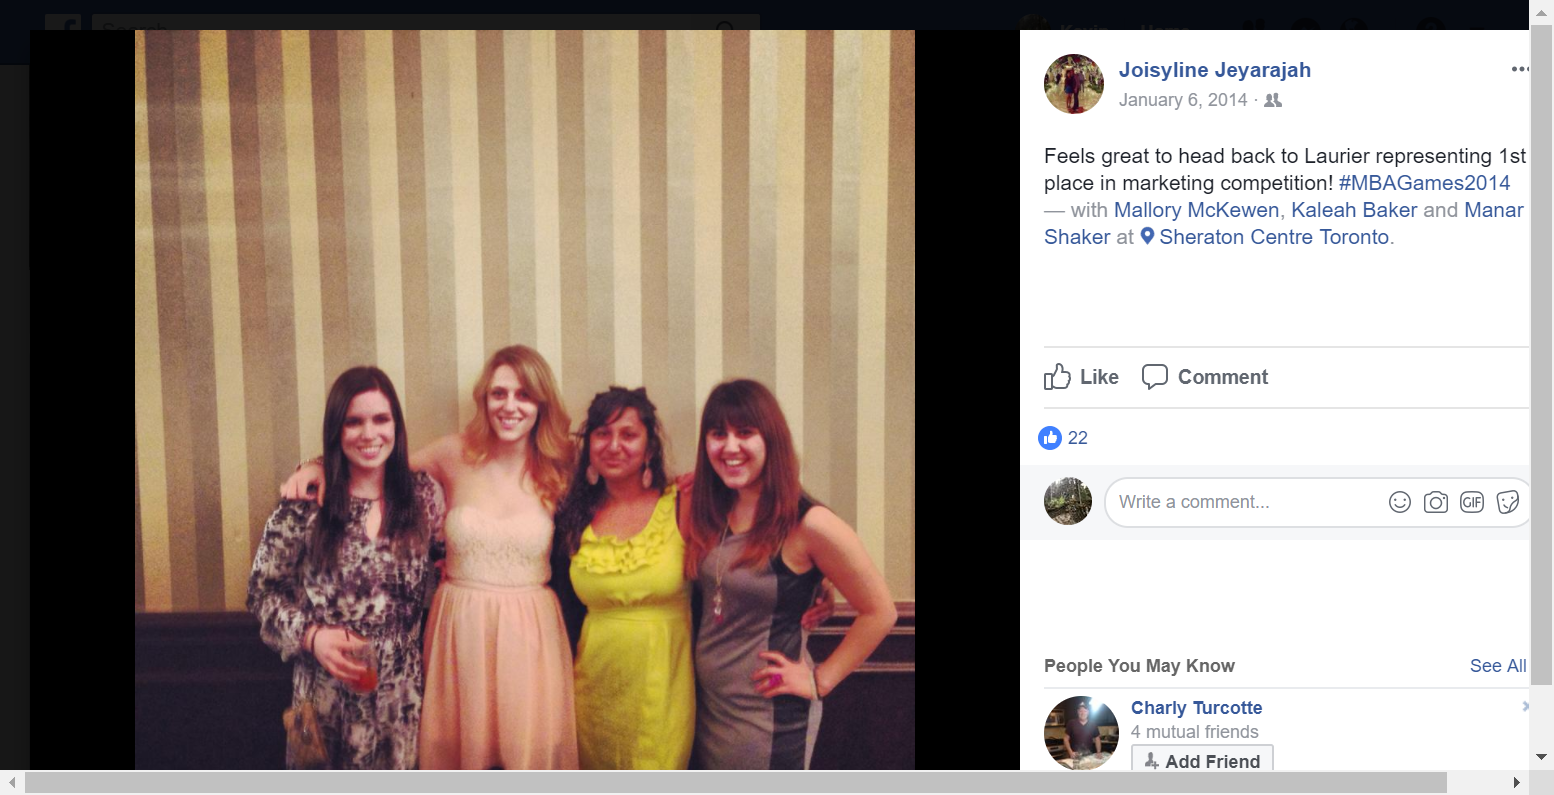 Search
Joisyline Jeyarajah
January 6, 2014 ·
Feels great to head back to Laurier representing 1st
place in marketing competition! #MBAGames2014
— with Mallory McKewen, Kaleah Baker and Manar
Shaker at Sheraton Centre Toronto.
Like Comment
22
Write a comment... GIF
People You May Know See All
Charly Turcotte
4 mutual friends
Add Friend